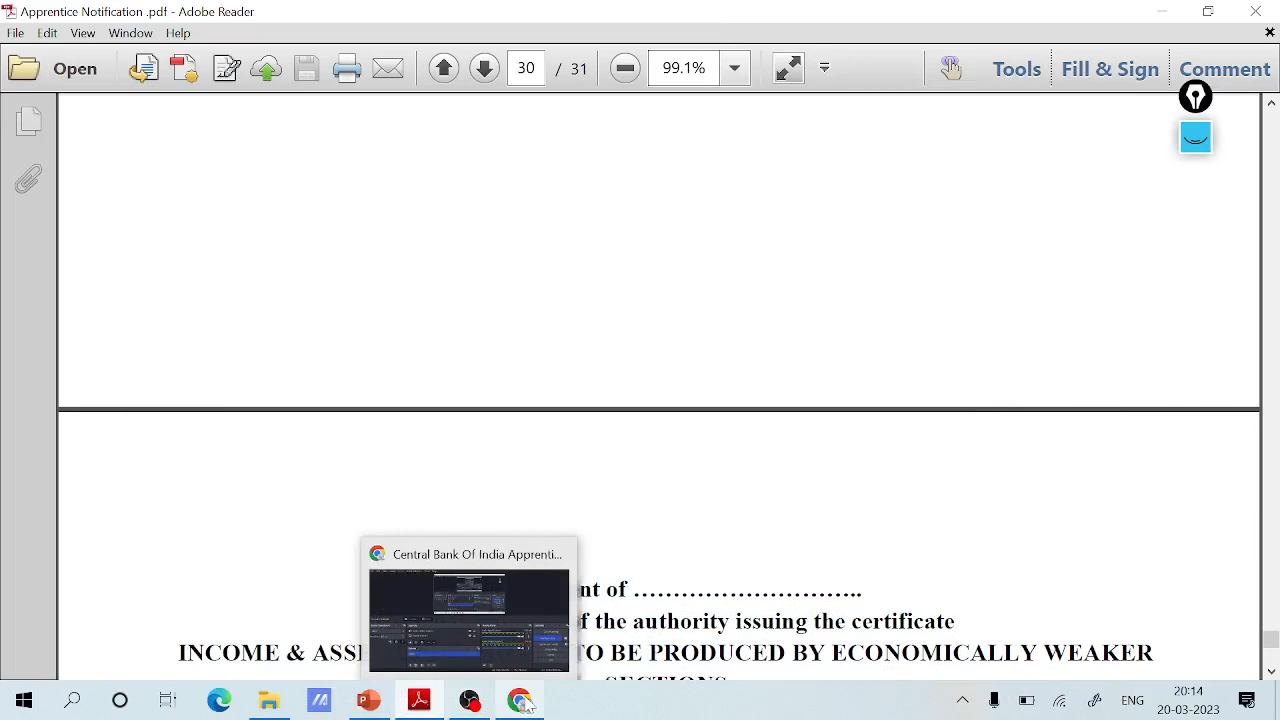 Apprentice Notification .pdf - Adobe Reader
File Edit View Window Help
Open 30 / 31 99.1% Tools Fill & Sign Comment
Central Bank Of India Apprenti...
nt of ………………………..
f the authority issuing the certificate
INCOME & ASSE TO BE PRODUCED BY ECONOMICALLY WEAKER
SECTIONS
ENG
20:14
20-03-2023